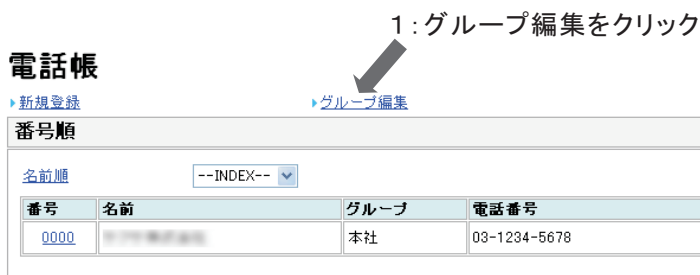 1：グループ編集をクリック
電話帳
新規登録 グループ編集
番号順
名前順 --INDEX--
番号 名前 グループ 電話番号
0000 本社 03-1234-5678